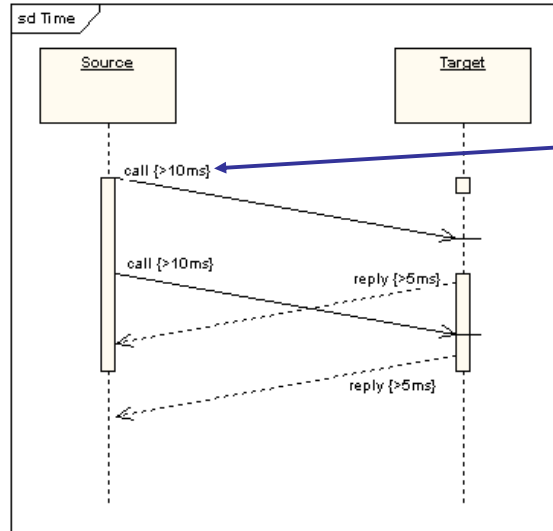 sd Time
Source
Target
call {>10ms}
call {>10ms}
reply {>5ms}
reply {>5ms}